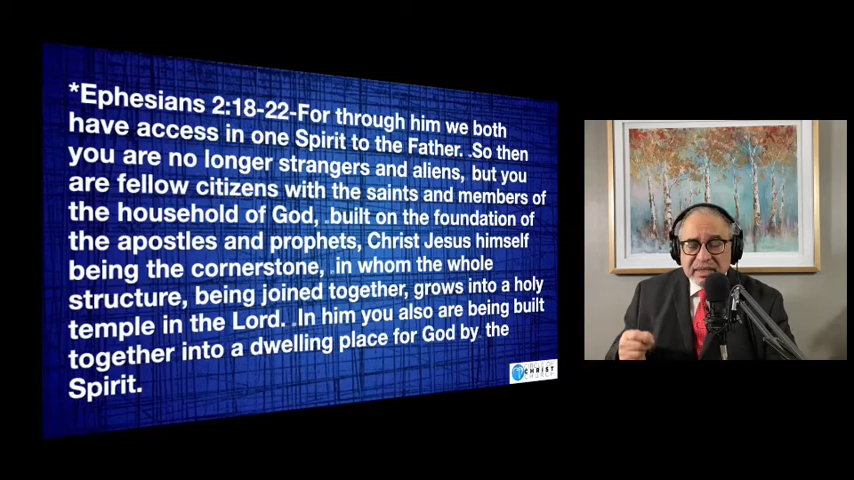 *Ephesians 2:18-22-For through him we both
have access in one Spirit to the Father. .So then
you are no longer strangers and aliens, but you
are fellow citizens with the saints and members of
the household of God, .built on the foundation of
the apostles and prophets, Christ Jesus himself
being the cornerstone, .in whom the whole
structure, being joined together, grows into a holy
temple in the Lord. .In him you also are being built
together into a dwelling place for God by the
Spirit.
CHRIST
CHURCH